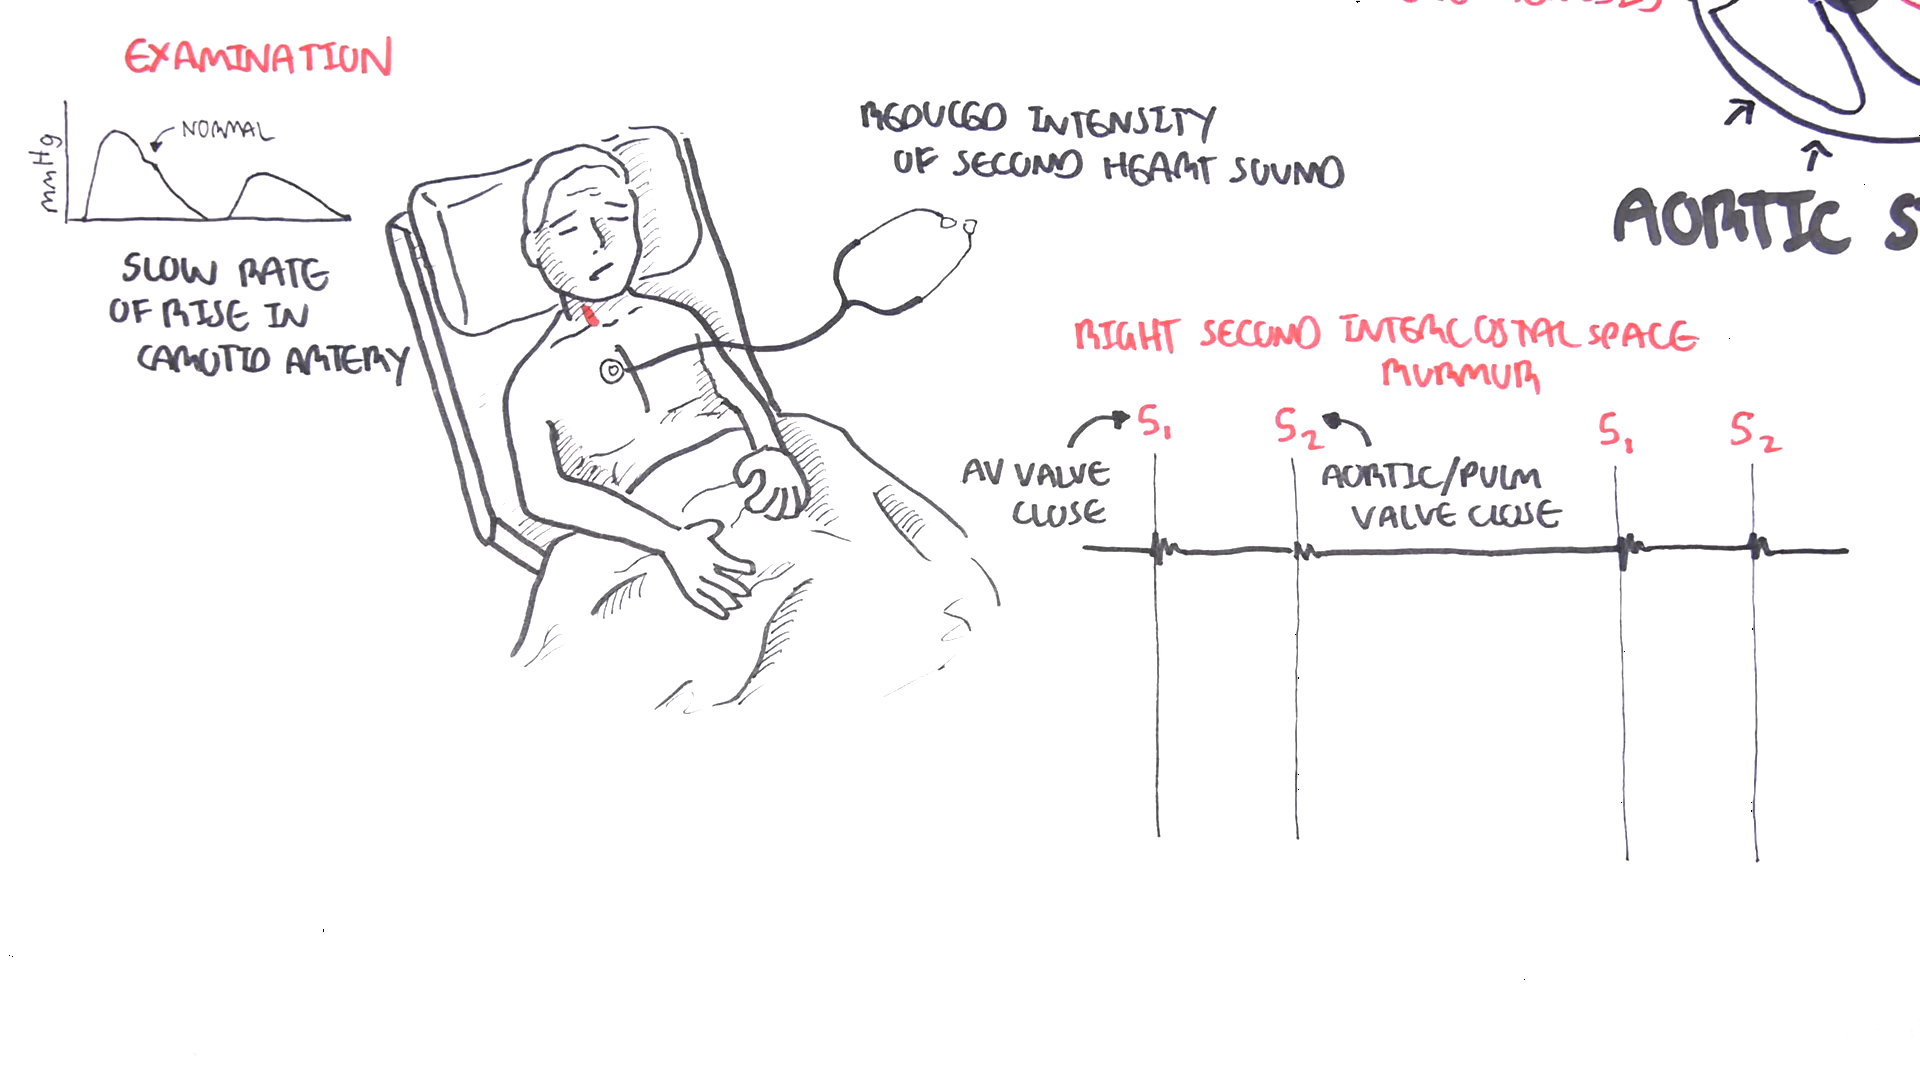 EXAMINATION
NORMAL
mmHg
SLOW RATE
OF RISE IN
CAROTID ARTERY
REDUCED INTENSITY
OF SECOND HEART SOUND
AORTIC S
RIGHT SECOND INTERCOSTAL SPACE
MURMUR
S1
S2
S1
S2
AV VALVE
CLOSE
AORTIC/PULM
VALVE CLOSE